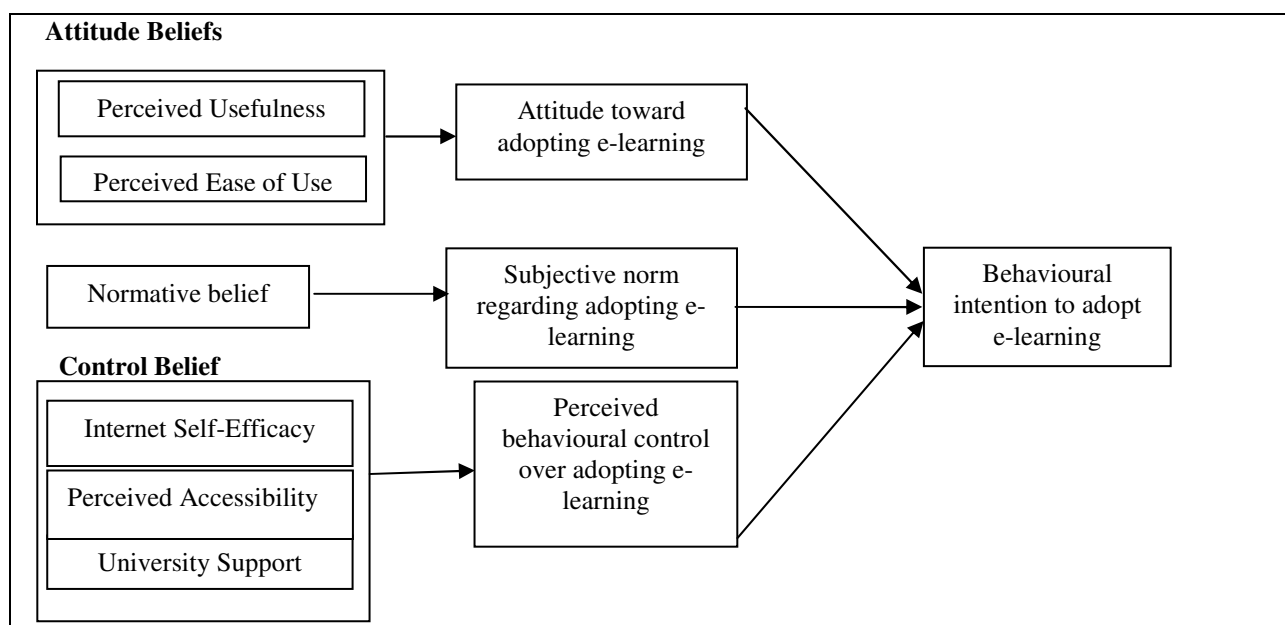 Attitude Beliefs
Perceived Usefulness
Perceived Ease of Use
Attitude toward
adopting e-learning
Normative belief
Subjective norm
regarding adopting e-
learning
Behavioural
intention to adopt
e-learning
Control Belief
Internet Self-Efficacy
Perceived Accessibility
University Support
Perceived
behavioural control
over adopting e-
learning